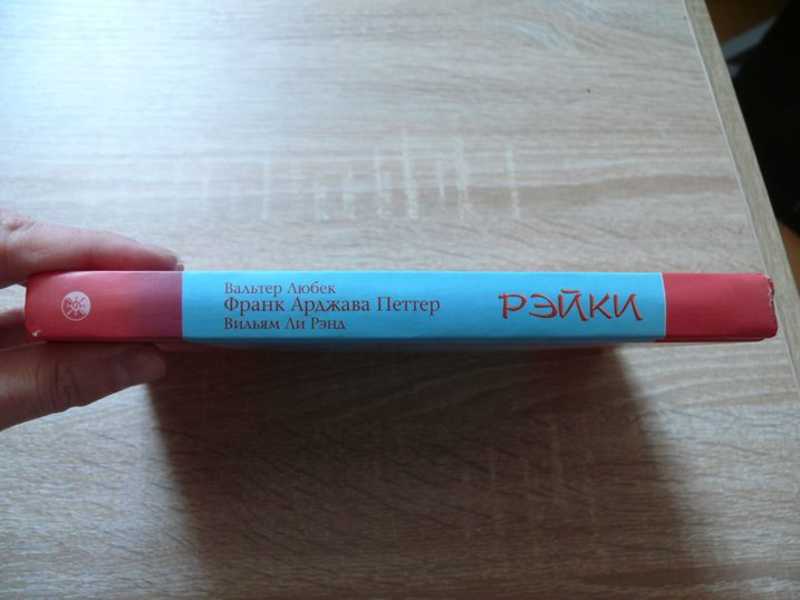 Вальтер Любек
Франк Арджава Петтер
Вильям Ли Рэнд
РЭЙКИ